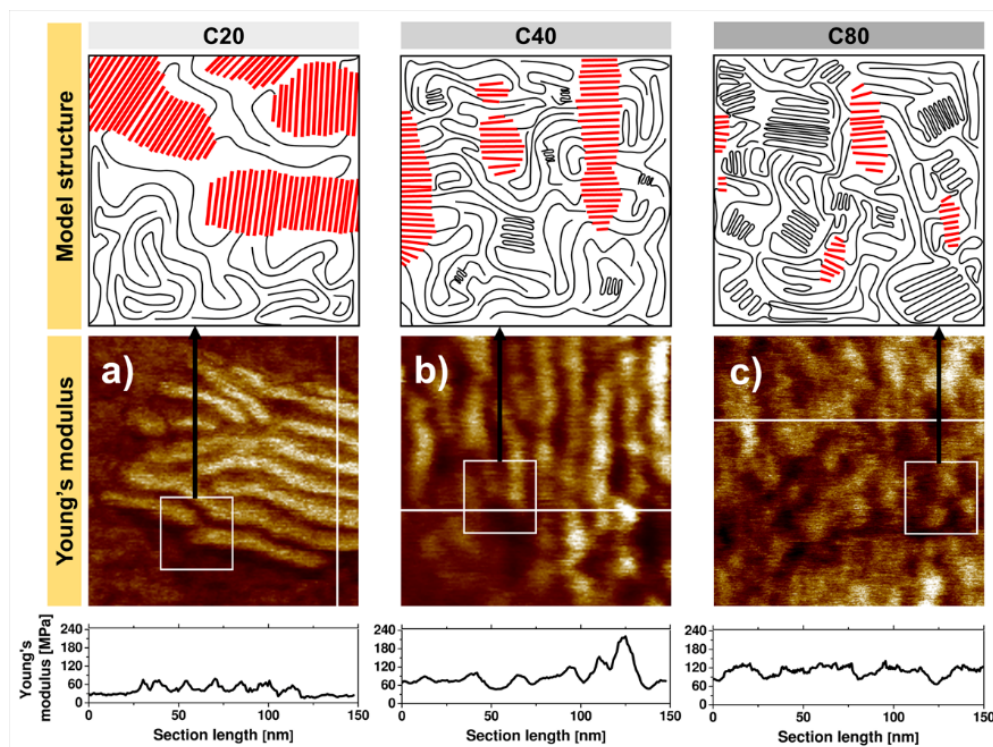 C20
C40
C80
Model structure
Young's modulus
a)
b)
c)
Young's
modulus [MPa]
240
180
120
60
0
0
50
100
150
Section length [nm]
240
180
120
60
0
0
50
100
150
Section length [nm]
240
180
120
60
0
0
50
100
150
Section length [nm]